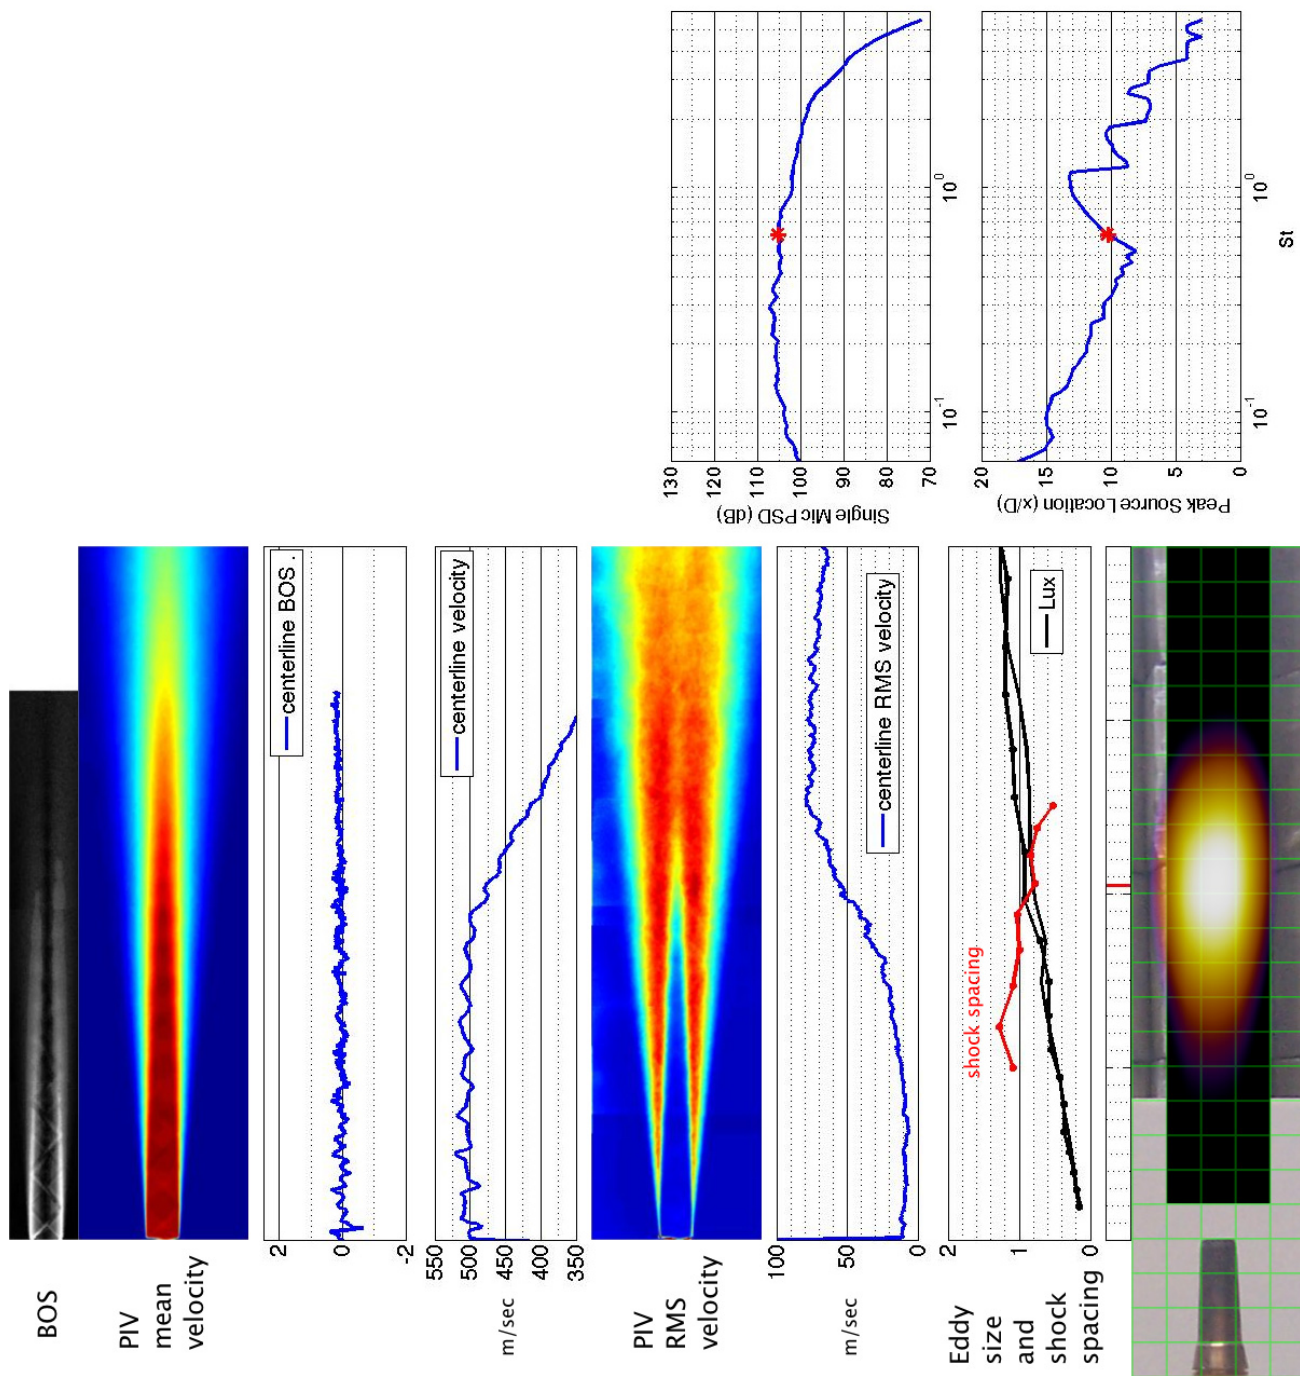 BOS
PIV
mean
velocity
centerline BOS.
2
0
-2
m/sec
550
500
450
400
350
centerline velocity
PIV
RMS
velocity
m/sec
100
50
0
centerline RMS velocity
Eddy
size
and
shock
spacing
2
1
0
shock spacing
Lux
Single Mic PSD (dB)
130
120
110
100
90
80
70
10⁻¹
10⁰
Peak Source Location (x/D)
20
15
10
5
0
10⁻¹
10⁰
St